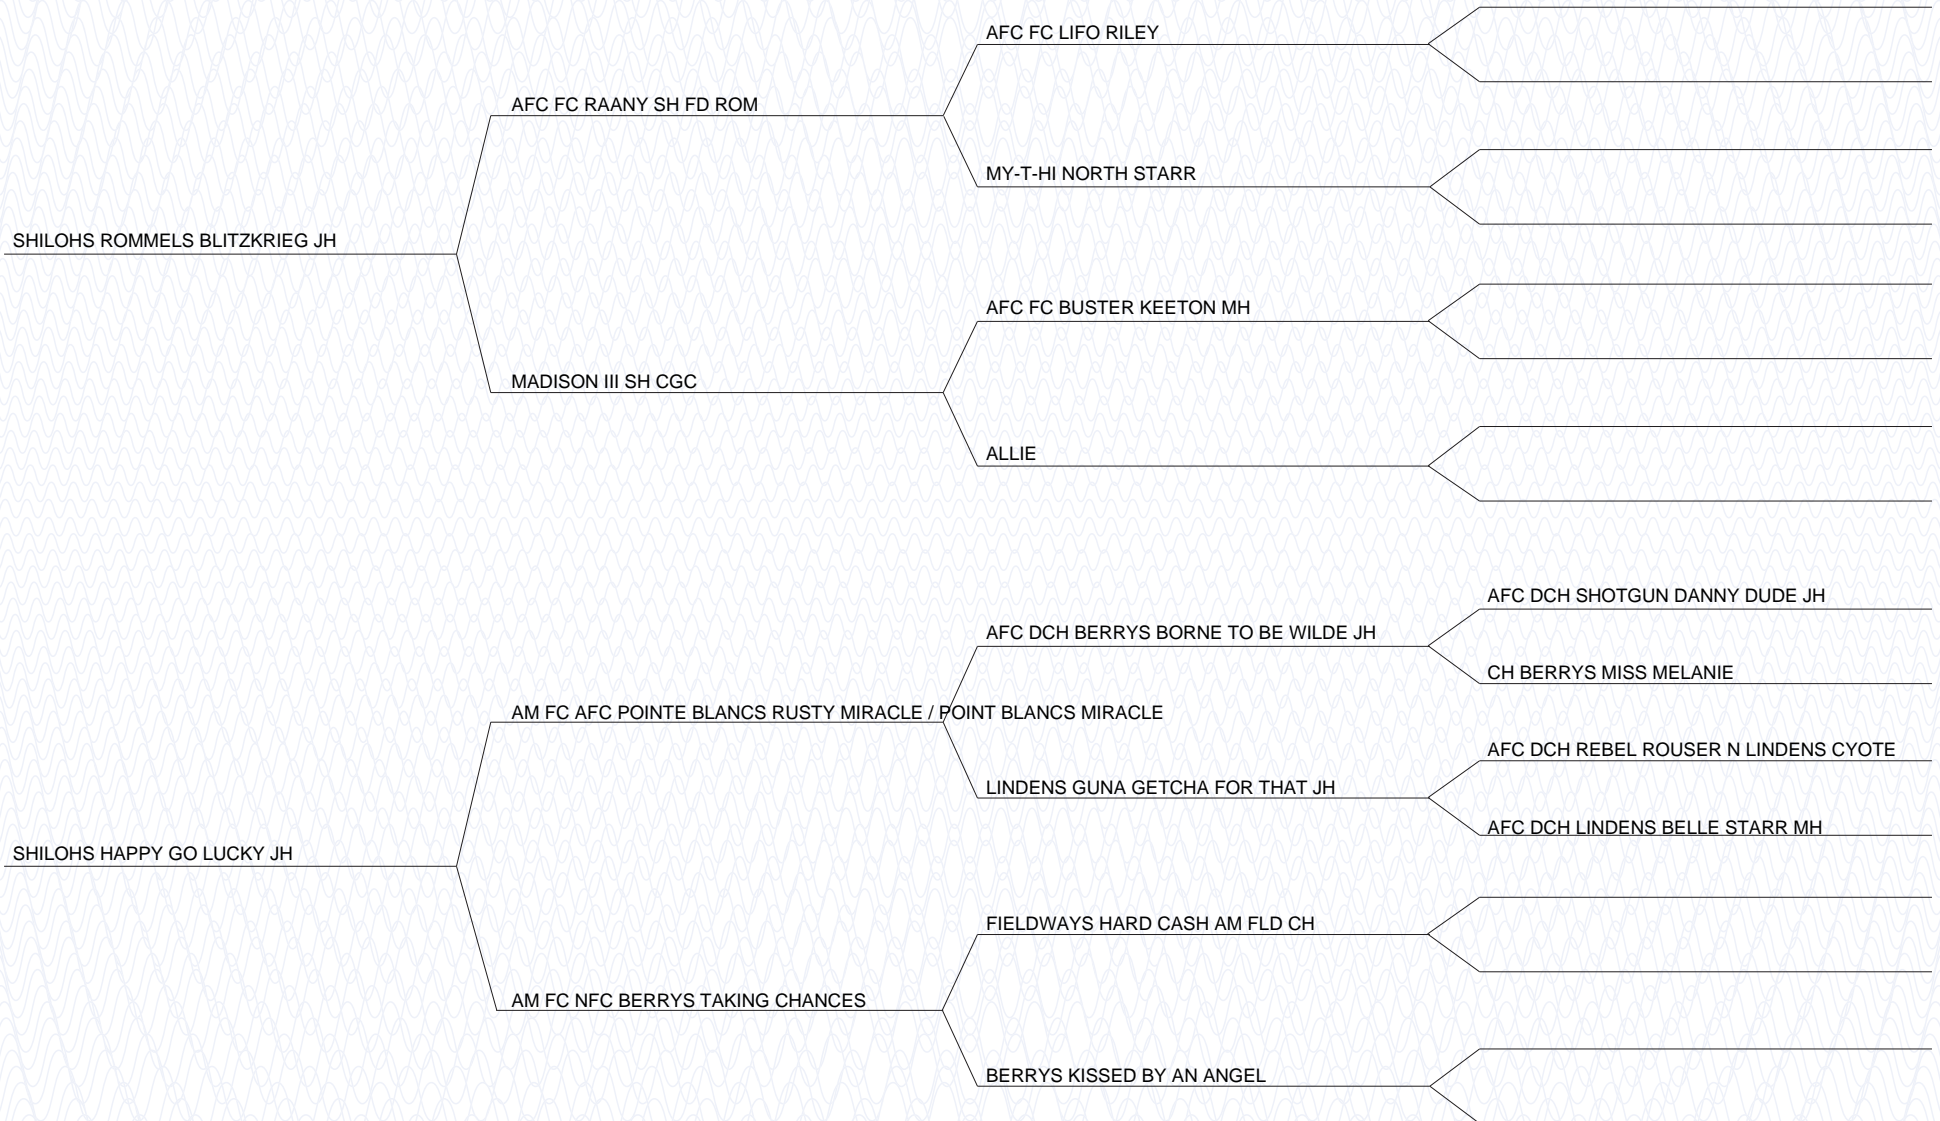 AFC FC LIFO RILEY
AFC FC RAANY SH FD ROM
MY-T-HI NORTH STARR
SHILOHS ROMMELS BLITZKRIEG JH
AFC FC BUSTER KEETON MH
MADISON III SH CGC
ALLIE
AFC DCH SHOTGUN DANNY DUDE JH
AFC DCH BERRYS BORNE TO BE WILDE JH
CH BERRYS MISS MELANIE
AM FC AFC POINTE BLANCS RUSTY MIRACLE / POINT BLANCS MIRACLE
AFC DCH REBEL ROUSER N LINDENS CYOTE
LINDENS GUNA GETCHA FOR THAT JH
AFC DCH LINDENS BELLE STARR MH
SHILOHS HAPPY GO LUCKY JH
FIELDWAYS HARD CASH AM FLD CH
AM FC NFC BERRYS TAKING CHANCES
BERRYS KISSED BY AN ANGEL